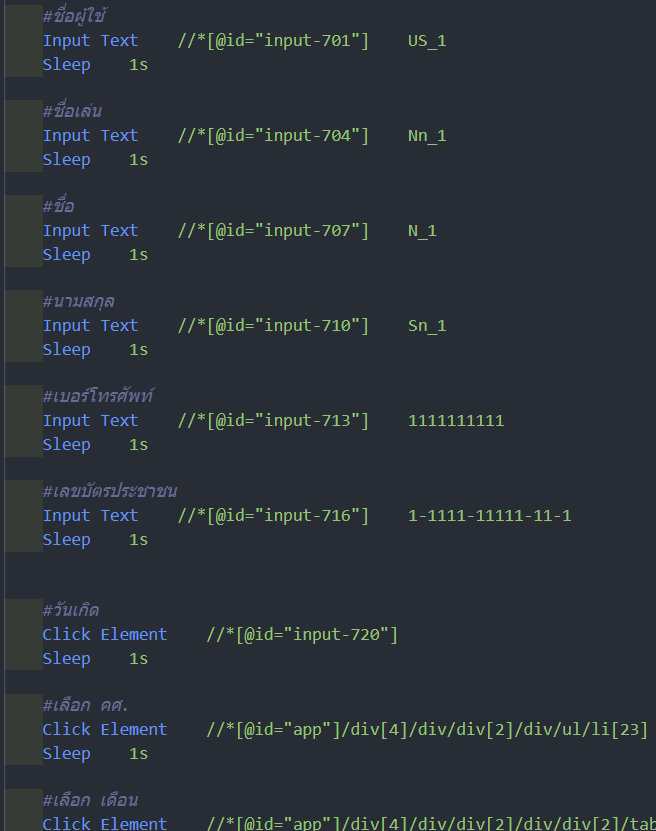 #ชื่อผู้ใช้
Input Text    //*[@id="input-701"]    US_1
Sleep    1s
#ชื่อเล่น
Input Text    //*[@id="input-704"]    Nn_1
Sleep    1s
#ชื่อ
Input Text    //*[@id="input-707"]    N_1
Sleep    1s
#นามสกุล
Input Text    //*[@id="input-710"]    Sn_1
Sleep    1s
#เบอร์โทรศัพท์
Input Text    //*[@id="input-713"]    1111111111
Sleep    1s
#เลขบัตรประชาชน
Input Text    //*[@id="input-716"]    1-1111-11111-11-1
Sleep    1s
#วันเกิด
Click Element    //*[@id="input-720"]
Sleep    1s
#เลือก คศ.
Click Element    //*[@id="app"]/div[4]/div/div[2]/div/ul/li[23]
Sleep    1s
#เลือก เดือน
Click Element    //*[@id="app"]/div[4]/div/div[2]/div/div[2]/tab